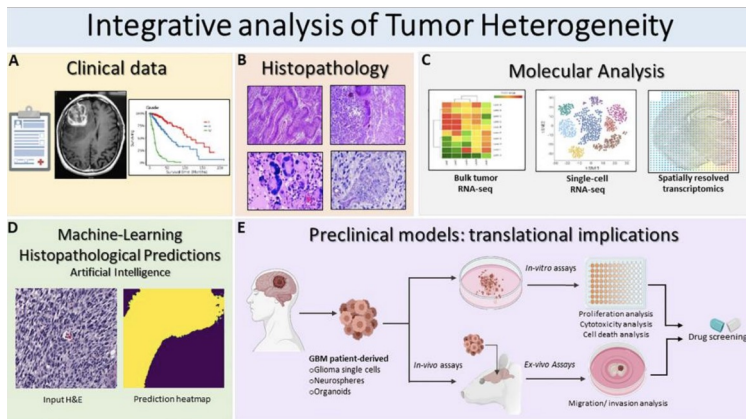 Integrative analysis of Tumor Heterogeneity
A
Clinical data
B
Histopathology
C
Molecular Analysis
Bulk tumor
RNA-seq
Single-cell
RNA-seq
Spatially resolved
transcriptomics
D
Machine-Learning
Histopathological Predictions
Artificial Intelligence
Input H&E
Prediction heatmap
E
Preclinical models: translational implications
GBM patient-derived
oGlioma single cells
oNeurospheres
oOrganoids
In-vitro assays
Proliferation analysis
Cytotoxicity analysis
Cell death analysis
In-vivo assays
Ex-vivo Assays
Migration/ invasion analysis
Drug screening